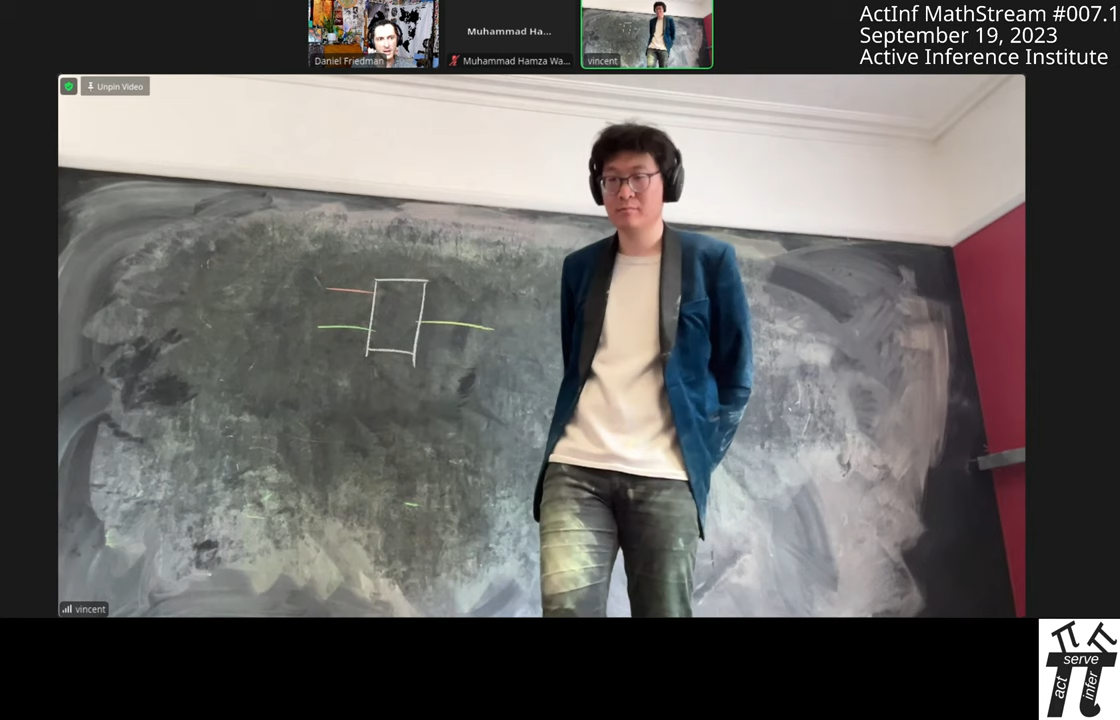 ActInf MathStream #007.1
September 19, 2023
Active Inference Institute
Muhammad Ha...
Daniel Friedman
Muhammad Hamza Wa...
vincent
Unpin Video
vincent
serve
act
infer